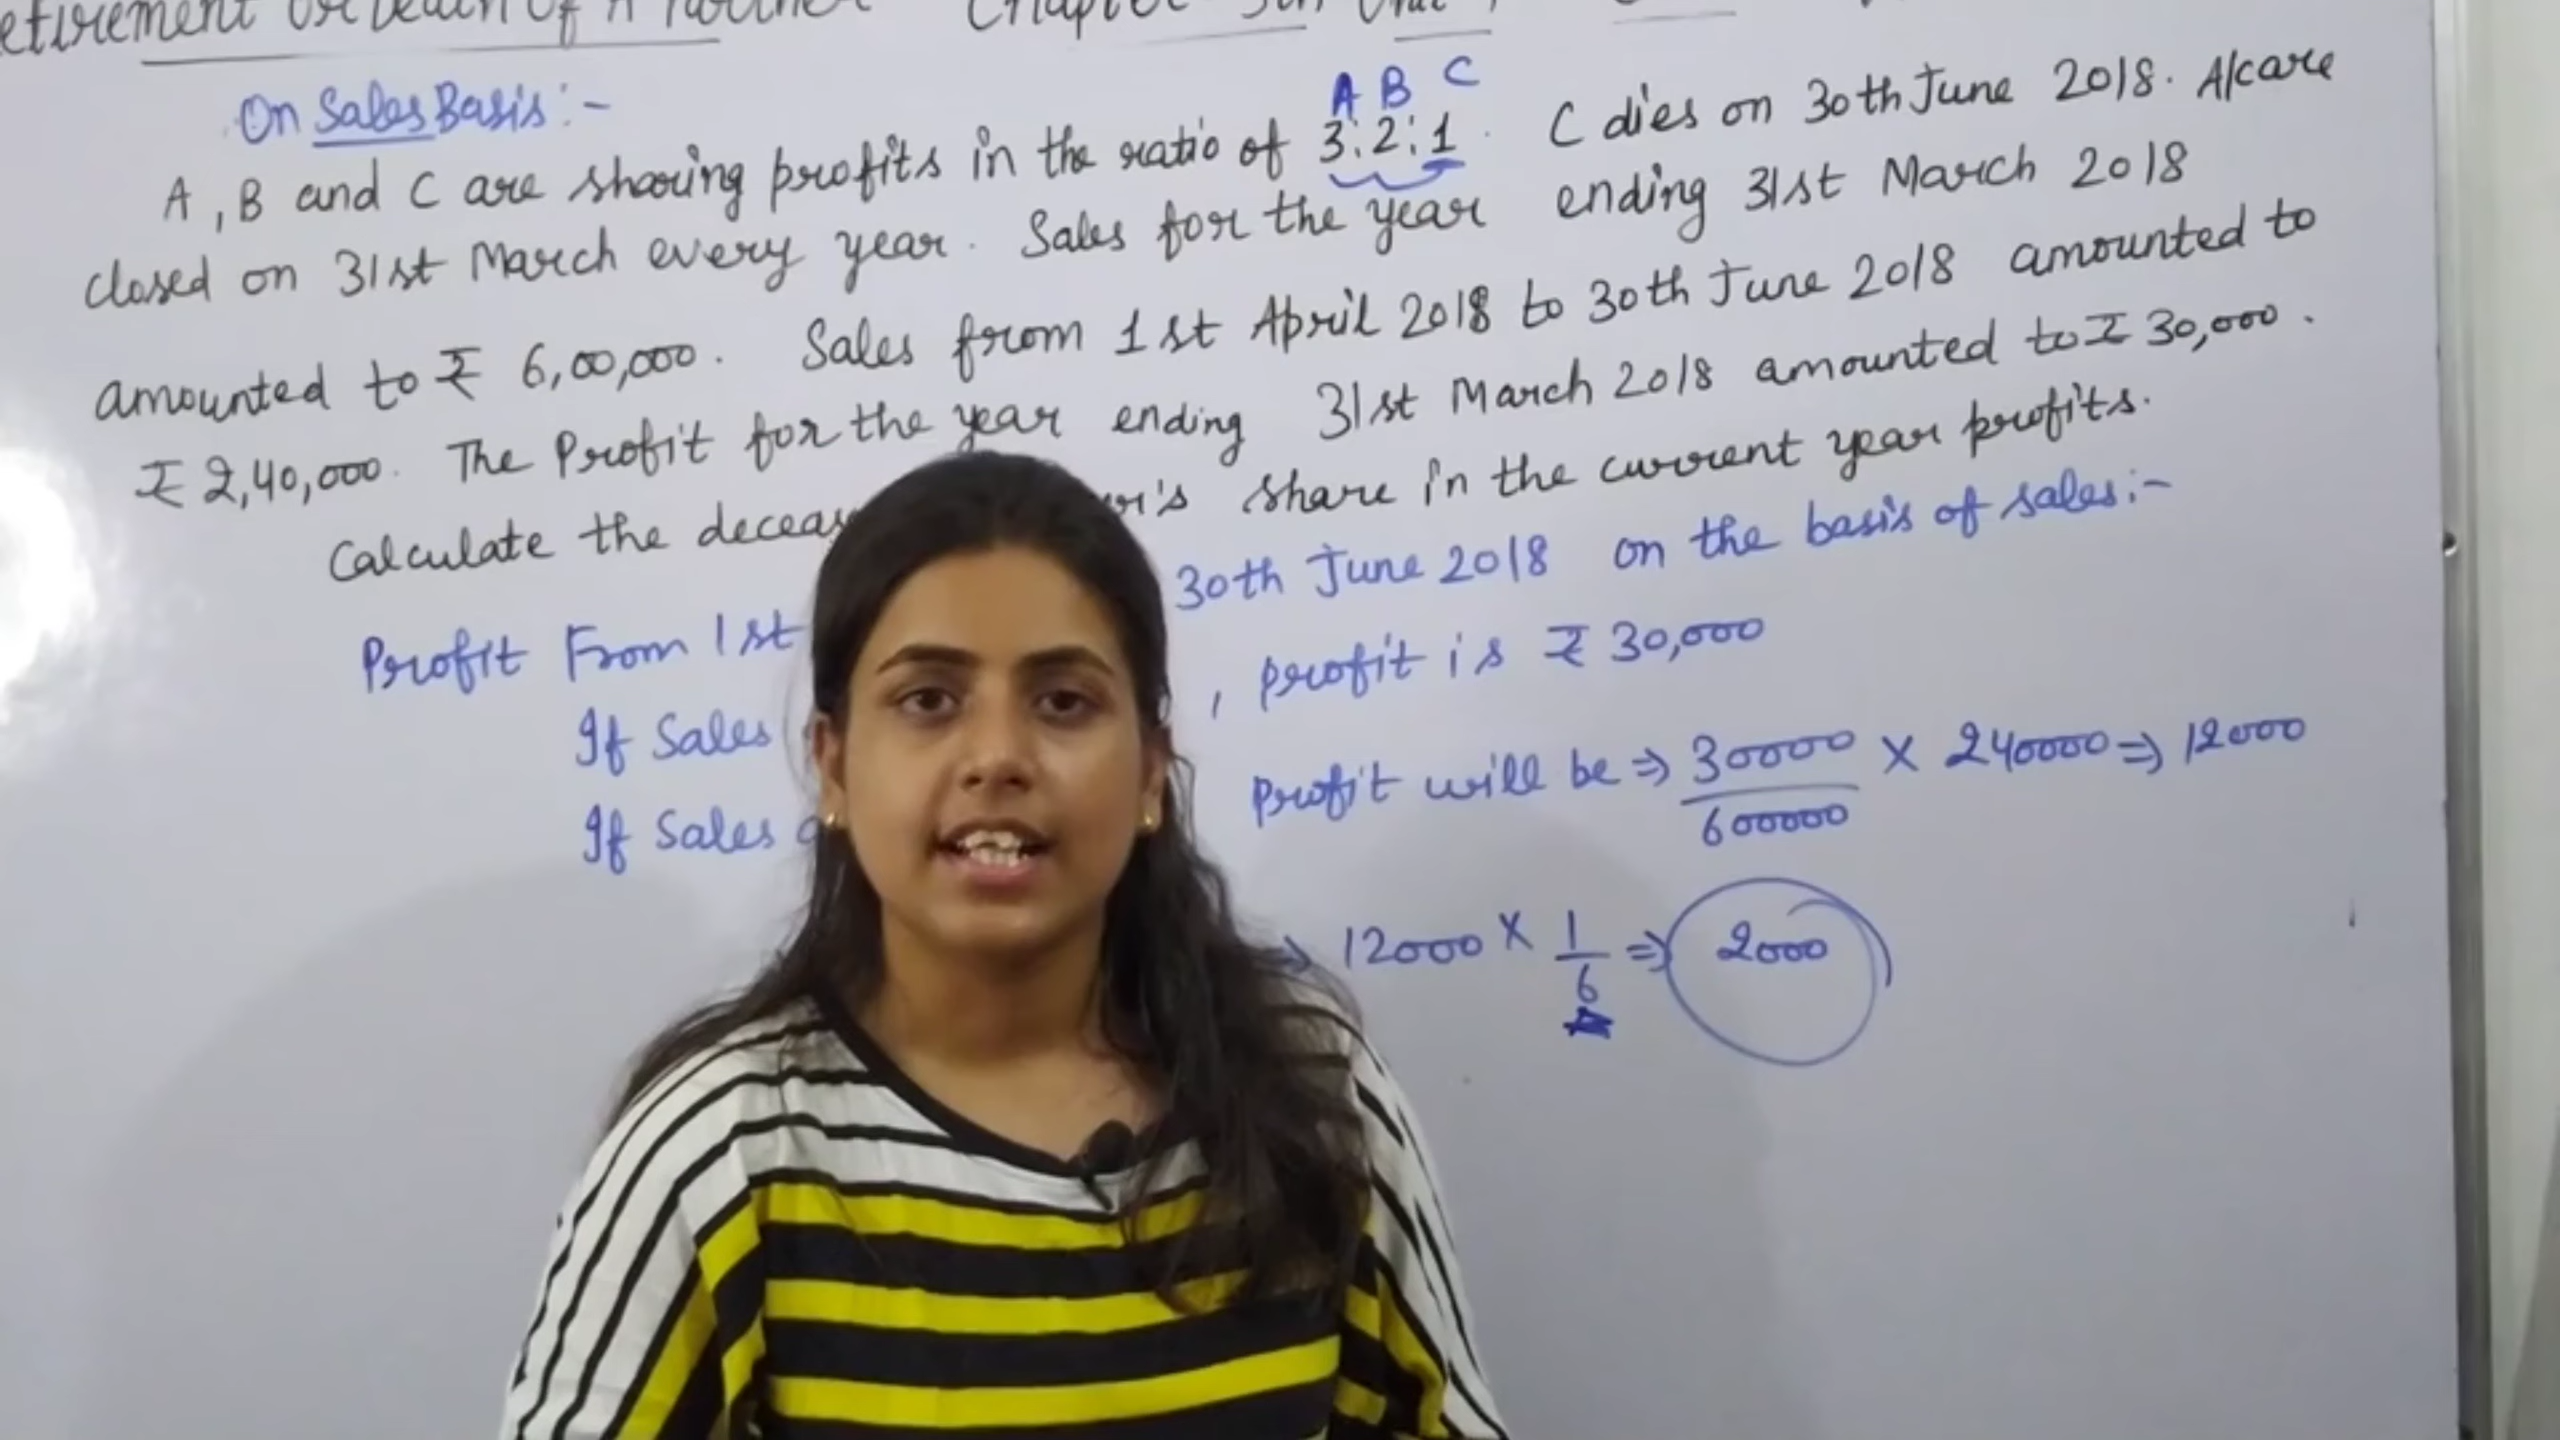 Retirement Or Death Of A Partner Chapter
On Sales Basis :-
A B C
A, B and C are sharing profits in the ratio of 3:2:1. C dies on 30th June 2018. A/c are
closed on 31st March every year. Sales for the year ending 31st March 2018
amounted to ₹ 6,00,000. Sales from 1st April 2018 to 30th June 2018 amounted to
₹ 2,40,000. The Profit for the year ending 31st March 2018 amounted to ₹ 30,000.
Calculate the share in the current year profits.
Profit From 1st 30th June 2018 on the basis of sales :-
If Sales , profit is ₹ 30,000
If Sales Profit will be ⇒ 30000/600000 × 240000 ⇒ 12000
⇒ 12000 × 1/6 ⇒ 2000